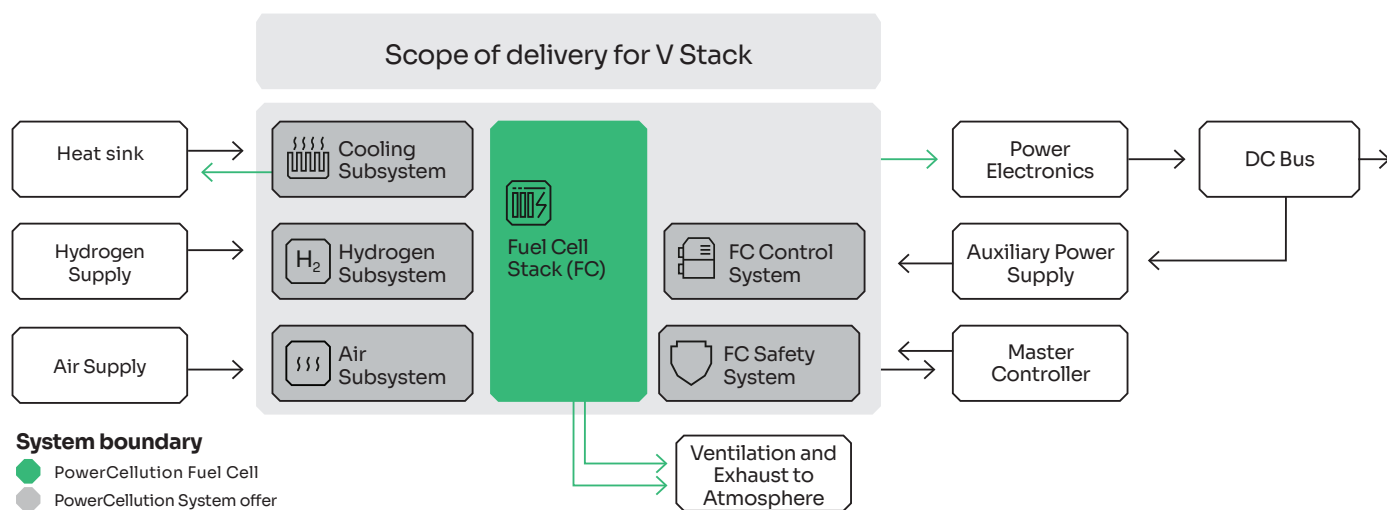 Scope of delivery for V Stack
Heat sink
Cooling
Subsystem
Power
Electronics
DC Bus
Hydrogen
Supply
H2
Hydrogen
Subsystem
Fuel Cell
Stack (FC)
FC Control
System
Auxiliary Power
Supply
Air Supply
Air
Subsystem
FC Safety
System
Master
Controller
System boundary
PowerCellution Fuel Cell
PowerCellution System offer
Ventilation and
Exhaust to
Atmosphere